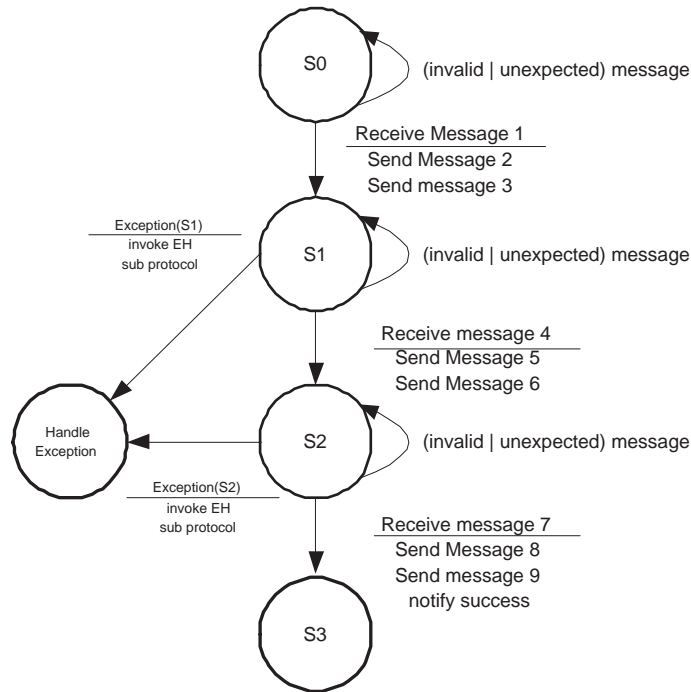 S0
(invalid | unexpected) message
Receive Message 1
Send Message 2
Send message 3
Exception(S1)
invoke EH
sub protocol
S1
(invalid | unexpected) message
Receive message 4
Send Message 5
Send Message 6
Handle
Exception
S2
(invalid | unexpected) message
Exception(S2)
invoke EH
sub protocol
Receive message 7
Send Message 8
Send message 9
notify success
S3